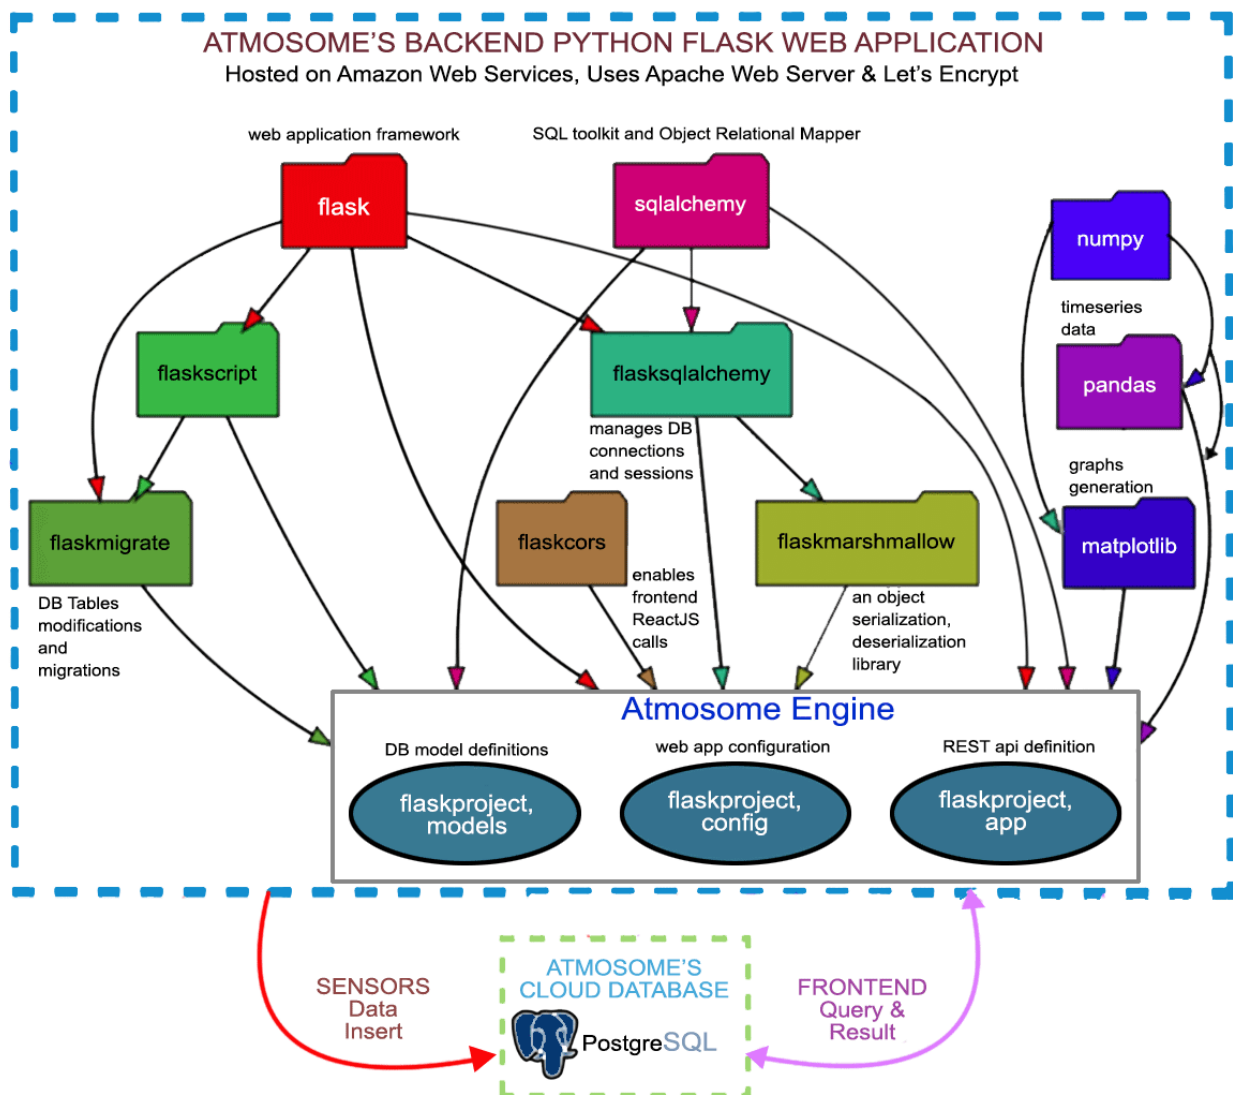 ATMOSOME'S BACKEND PYTHON FLASK WEB APPLICATION
Hosted on Amazon Web Services, Uses Apache Web Server & Let's Encrypt
web application framework
SQL toolkit and Object Relational Mapper
flask
sqlalchemy
numpy
timeseries
data
flaskscript
flasksqlalchemy
pandas
manages DB
connections
and sessions
graphs
generation
flaskmigrate
flaskcors
flaskmarshmallow
matplotlib
DB Tables
modifications
and
migrations
enables
frontend
ReactJS
calls
an object
serialization,
deserialization
library
Atmosome Engine
DB model definitions
web app configuration
REST api definition
flaskproject,
models
flaskproject,
config
flaskproject,
app
SENSORS
Data
Insert
ATMOSOME'S
CLOUD DATABASE
PostgreSQL
FRONTEND
Query &
Result